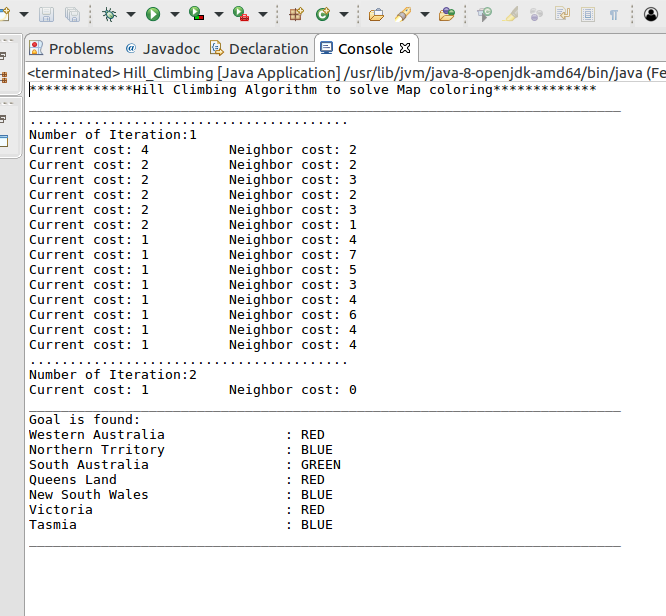 Problems @ Javadoc Declaration Console
<terminated> Hill_Climbing [Java Application] /usr/lib/jvm/java-8-openjdk-amd64/bin/java (Fe
*************Hill Climbing Algorithm to solve Map coloring*************
__________________________________________________________________________
........................................
Number of Iteration:1
Current cost: 4          Neighbor cost: 2
Current cost: 2          Neighbor cost: 2
Current cost: 2          Neighbor cost: 3
Current cost: 2          Neighbor cost: 2
Current cost: 2          Neighbor cost: 3
Current cost: 2          Neighbor cost: 1
Current cost: 1          Neighbor cost: 4
Current cost: 1          Neighbor cost: 7
Current cost: 1          Neighbor cost: 5
Current cost: 1          Neighbor cost: 3
Current cost: 1          Neighbor cost: 4
Current cost: 1          Neighbor cost: 6
Current cost: 1          Neighbor cost: 4
Current cost: 1          Neighbor cost: 4
........................................
Number of Iteration:2
Current cost: 1          Neighbor cost: 0
__________________________________________________________________________
Goal is found:
Western Australia               : RED
Northern Trritory               : BLUE
South Australia                 : GREEN
Queens Land                     : RED
New South Wales                 : BLUE
Victoria                        : RED
Tasmia                          : BLUE
__________________________________________________________________________